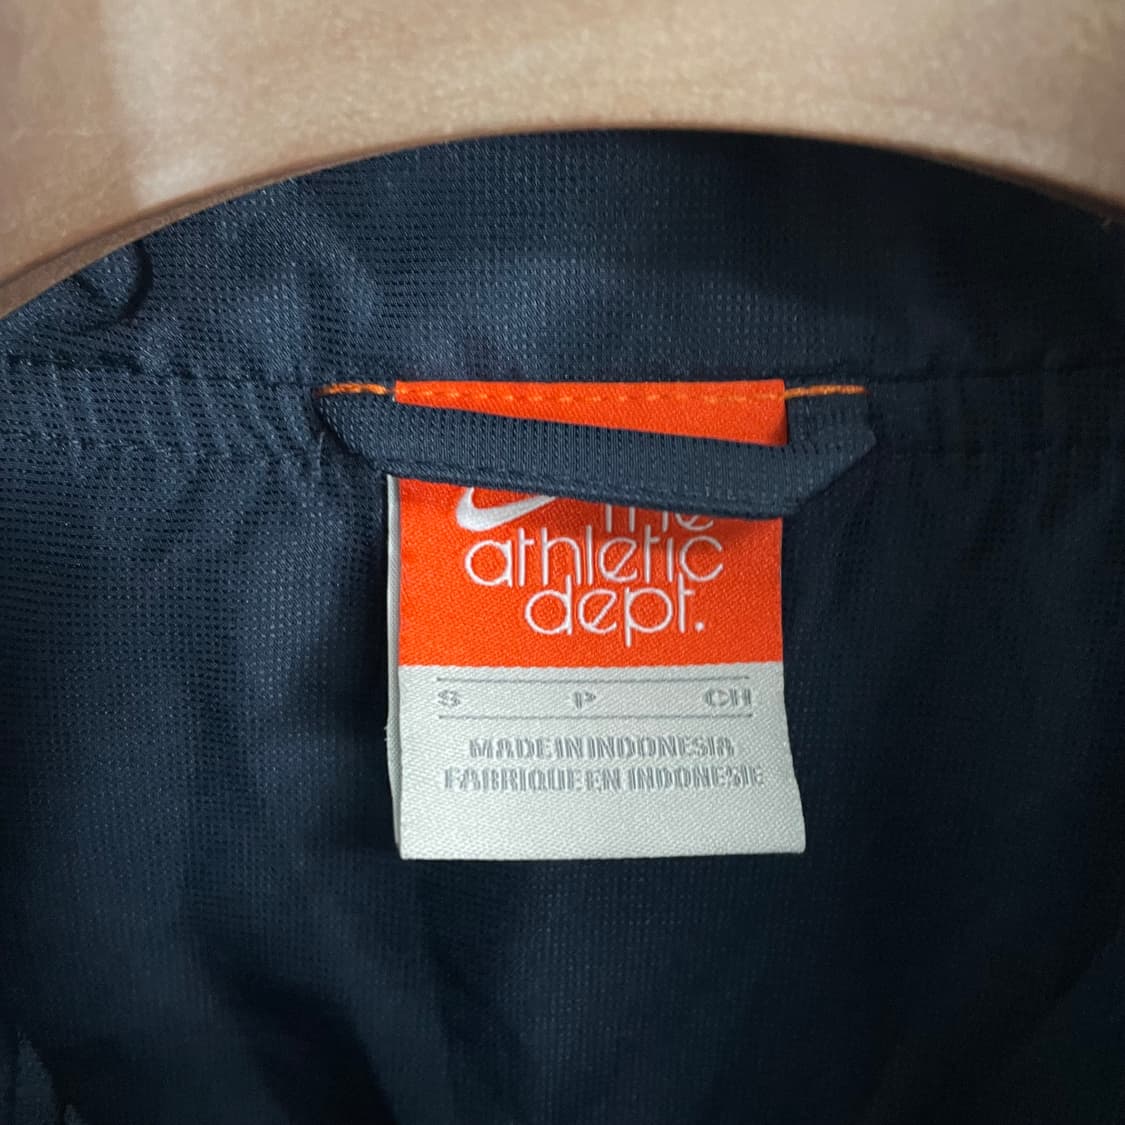 the
athletic
dept.
S P CH
MADE IN INDONESIA
FABRIQUE EN INDONESIE